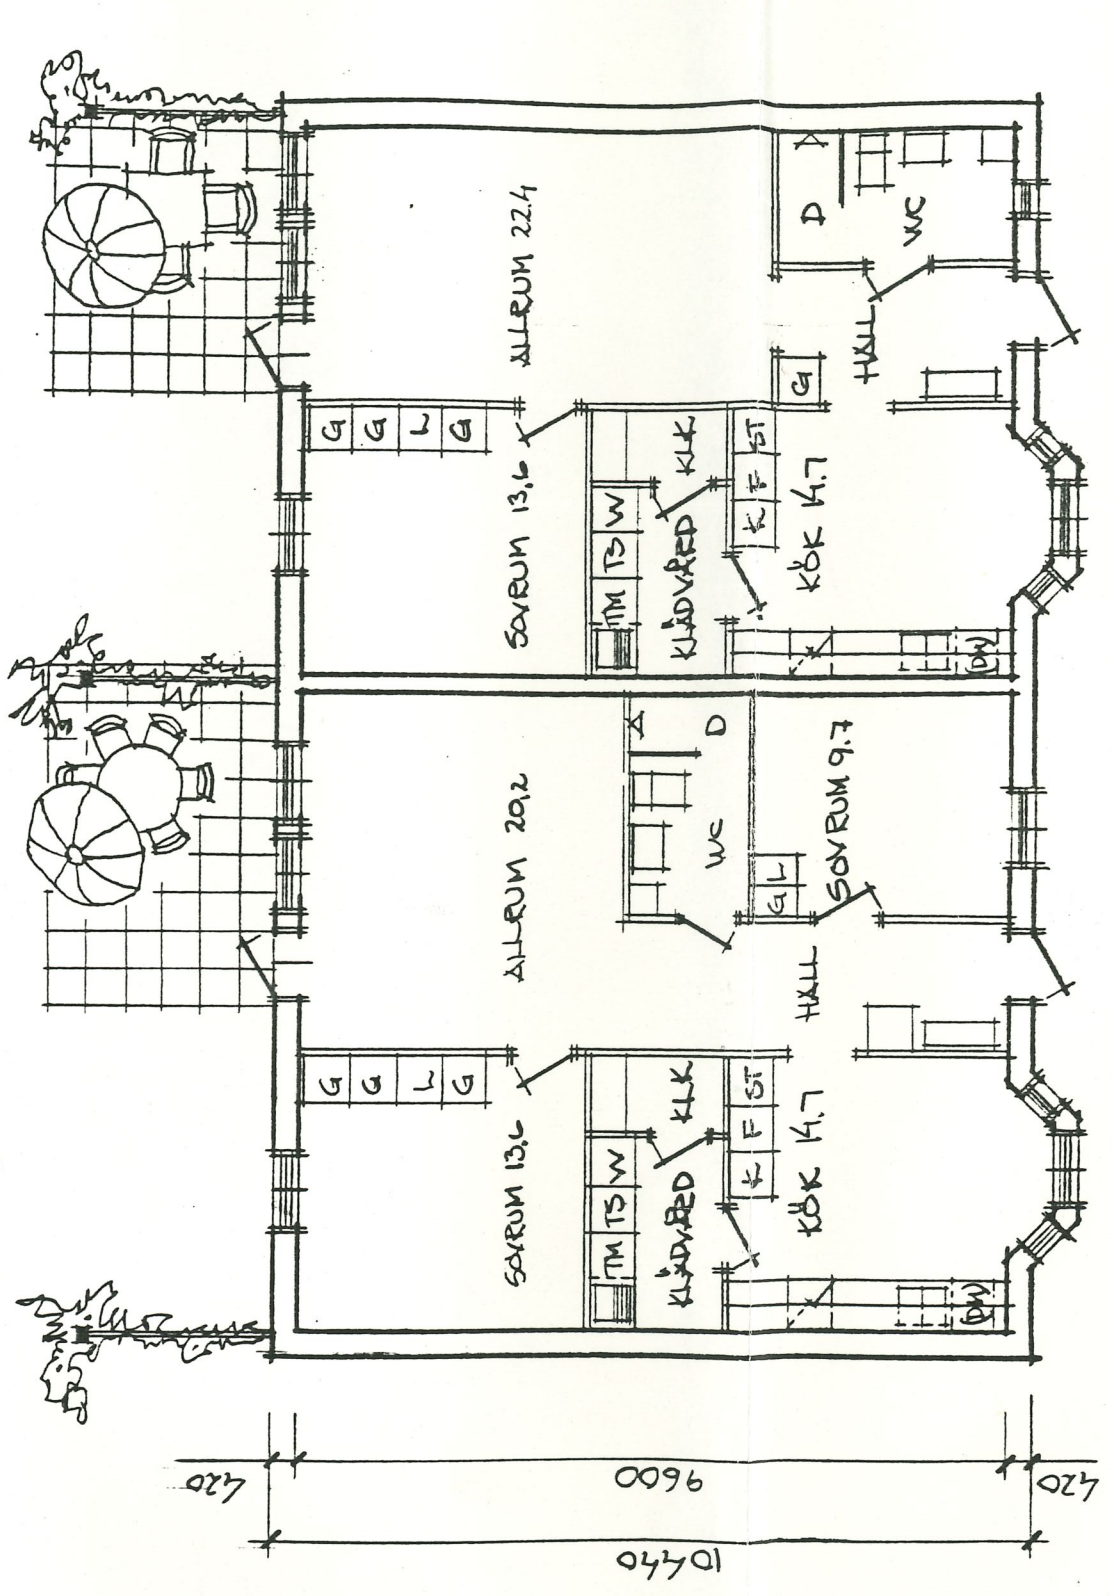 SOVRUM 13,6
ALLRUM 20,2
SOVRUM 13,6
ALLRUM 22.4
G
G
L
G
G
G
L
G
TM TS W
KLÄDVÅRD
KLK
WC
D
TM TS W
KLÄDVÅRD
KLK
K F ST
KÖK 14.7
HALL
G L
SOVRUM 9.7
K F ST
KÖK 14.7
G
HALL
D
WC
DM
DM
420
9600
420
10440